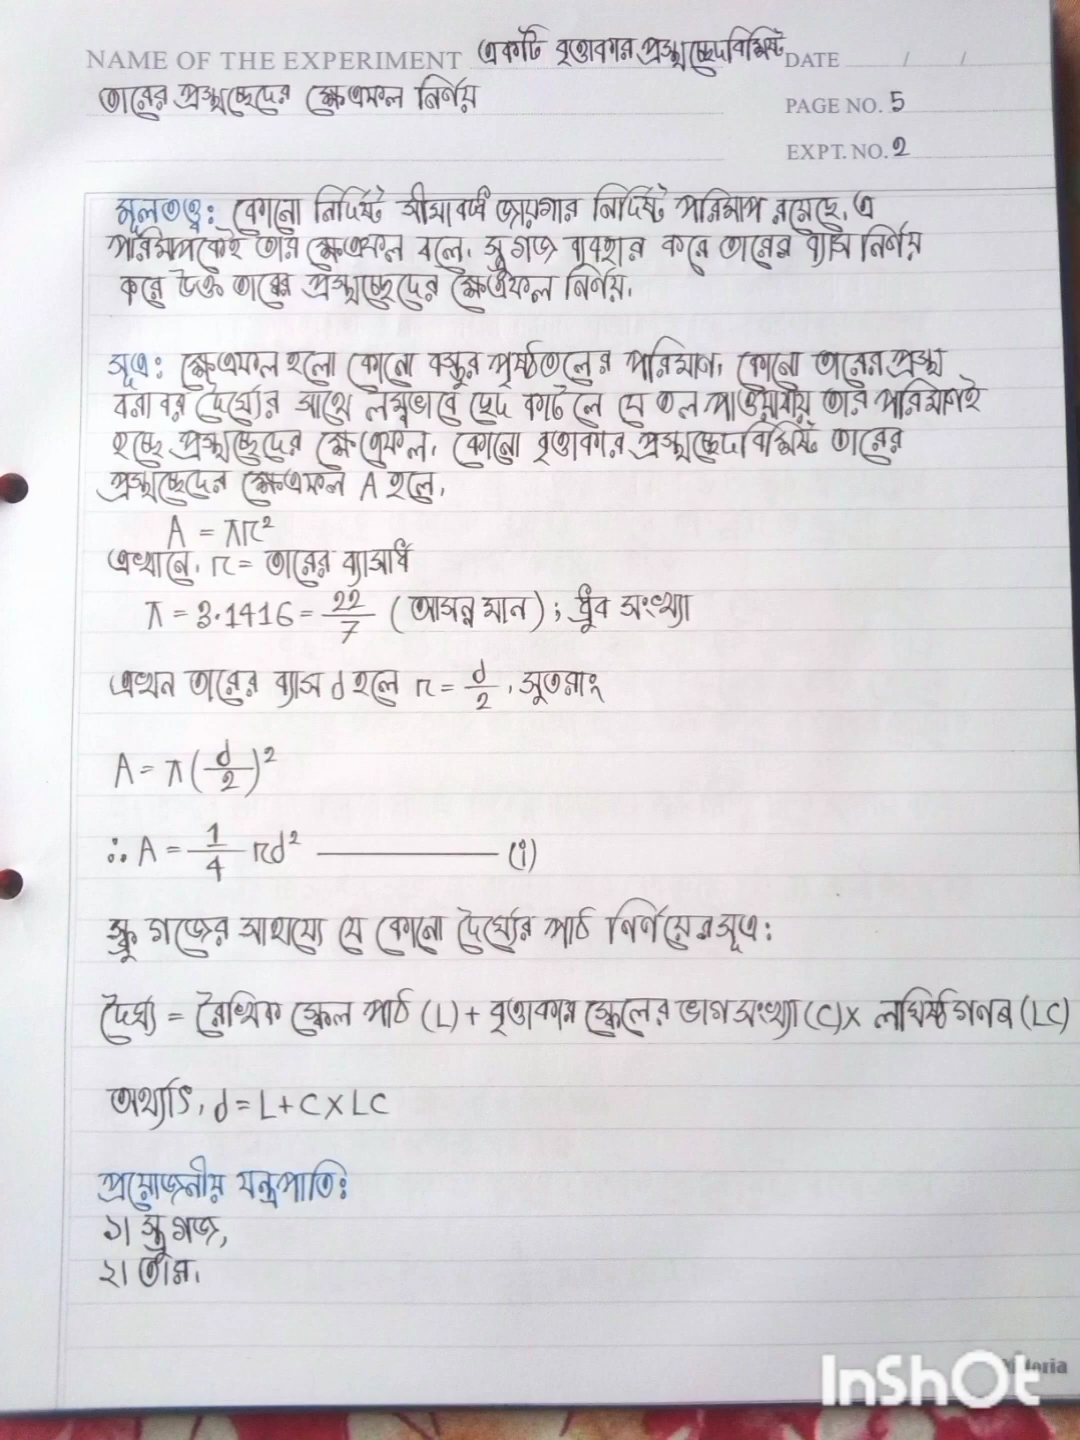 NAME OF THE EXPERIMENT একটি বৃত্তাকার প্রস্থচ্ছেদবিশিষ্ট DATE / /
তারের প্রস্থচ্ছেদের ক্ষেত্রফল নির্ণয়
PAGE NO. 5
EXPT. NO. 2
মূলতত্ত্ব: কোনো নির্দিষ্ট সীমাবদ্ধ জায়গার নির্দিষ্ট পরিমাপ রয়েছে, এ
পরিমাপকেই তার ক্ষেত্রফল বলে। স্ক্রুগজ ব্যবহার করে তারের ব্যাস নির্ণয়
করে উক্ত তারের প্রস্থচ্ছেদের ক্ষেত্রফল নির্ণয়।
সূত্র: ক্ষেত্রফল হলো কোনো বস্তুর পৃষ্ঠতলের পরিমাণ। কোনো তারের প্রস্থ
বরাবর দৈর্ঘ্যের সাথে লম্বভাবে ছেদ কাটলে যে তল পাওয়া যায় তার পরিমাণই
হচ্ছে প্রস্থচ্ছেদের ক্ষেত্রফল। কোনো বৃত্তাকার প্রস্থচ্ছেদবিশিষ্ট তারের
প্রস্থচ্ছেদের ক্ষেত্রফল A হলে,
A = πr²
এখানে, r = তারের ব্যাসার্ধ
π = 3.1416 = 22/7 (আসন্ন মান); ধ্রুব সংখ্যা
এখন তারের ব্যাস d হলে r = d/2, সুতরাং
A = π(d/2)²
∴ A = 1/4 πd² ———— (i)
স্ক্রু গজের সাহায্যে যে কোনো দৈর্ঘ্যের পাঠ নির্ণয়ের সূত্র:
দৈর্ঘ্য = রৈখিক স্কেল পাঠ (L) + বৃত্তাকার স্কেলের ভাগসংখ্যা (C) × লঘিষ্ঠ গণন (LC)
অর্থ্যাৎ, d = L + C × LC
প্রয়োজনীয় যন্ত্রপাতি:
১। স্ক্রুগজ,
২। তার।
InShOt